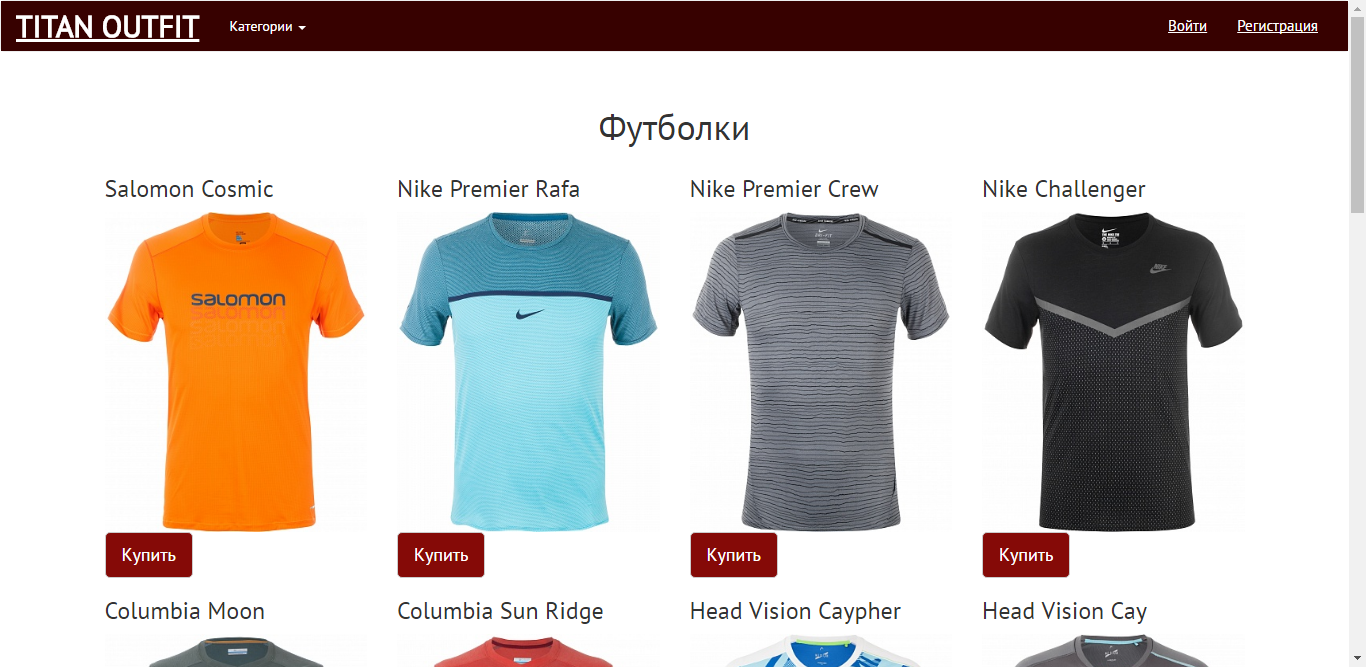 TITAN OUTFIT Категории Войти Регистрация
Футболки
Salomon Cosmic Nike Premier Rafa Nike Premier Crew Nike Challenger
salomon
salomon
salomon
Купить Купить Купить Купить
Columbia Moon Columbia Sun Ridge Head Vision Caypher Head Vision Cay